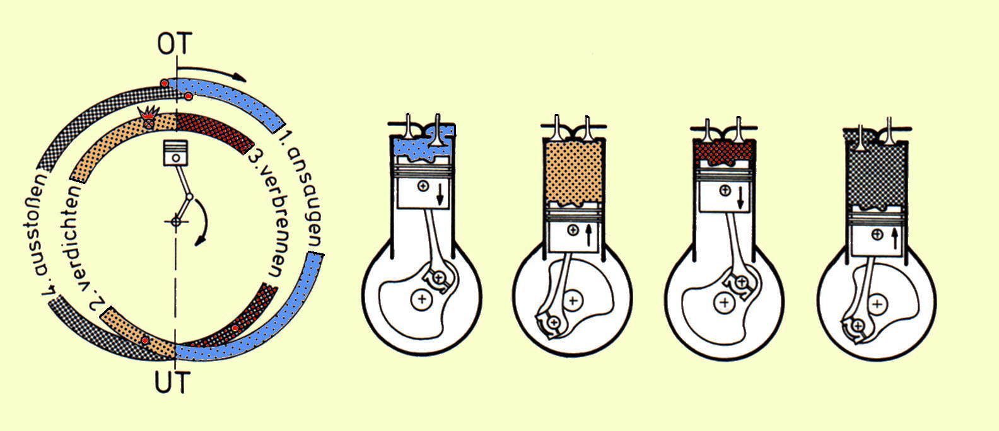 OT
1. ansaugen
3. verbrennen
2. verdichten
4. ausstoßen
UT